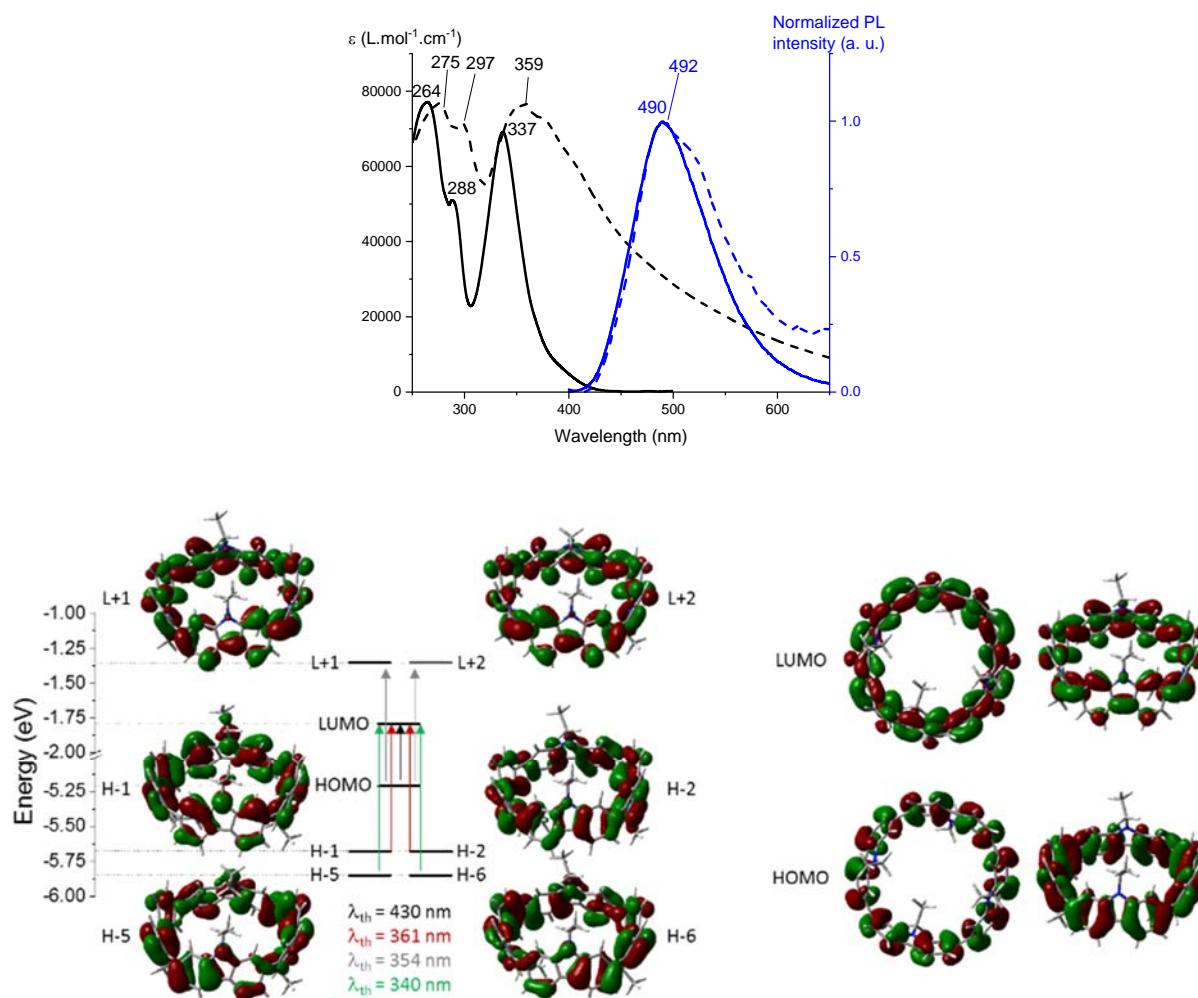 ε (L.mol⁻¹.cm⁻¹)
Normalized PL
intensity (a. u.)
275
297
359
492
264
490
337
288
80000
60000
40000
20000
0
1.0
0.5
0.0
300
400
500
600
Wavelength (nm)
L+1
L+2
-1.00
-1.25
-1.50
-1.75
-2.00
-5.25
-5.50
-5.75
-6.00
Energy (eV)
L+1
L+2
LUMO
HOMO
H-1
H-2
H-1
H-2
H-5
H-6
H-5
H-6
λth = 430 nm
λth = 361 nm
λth = 354 nm
λth = 340 nm
LUMO
HOMO